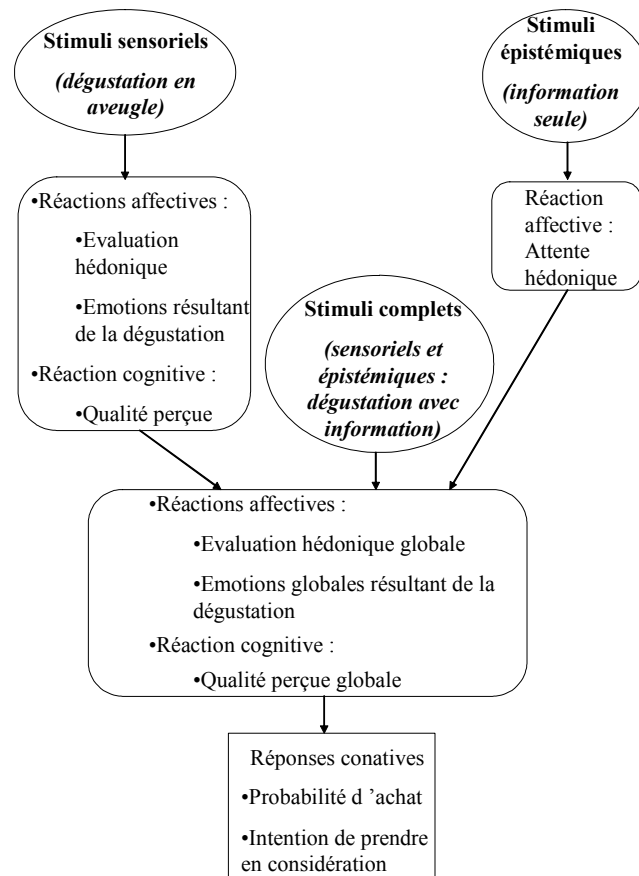 Stimuli sensoriels
(dégustation en
aveugle)
Stimuli
épistémiques
(information
seule)
•Réactions affectives :
•Evaluation
hédonique
•Emotions résultant
de la dégustation
•Réaction cognitive :
•Qualité perçue
Réaction
affective :
Attente
hédonique
Stimuli complets
(sensoriels et
épistémiques :
dégustation avec
information)
•Réactions affectives :
•Evaluation hédonique globale
•Emotions globales résultant de la
dégustation
•Réaction cognitive :
•Qualité perçue globale
Réponses conatives
•Probabilité d ’achat
•Intention de prendre
en considération